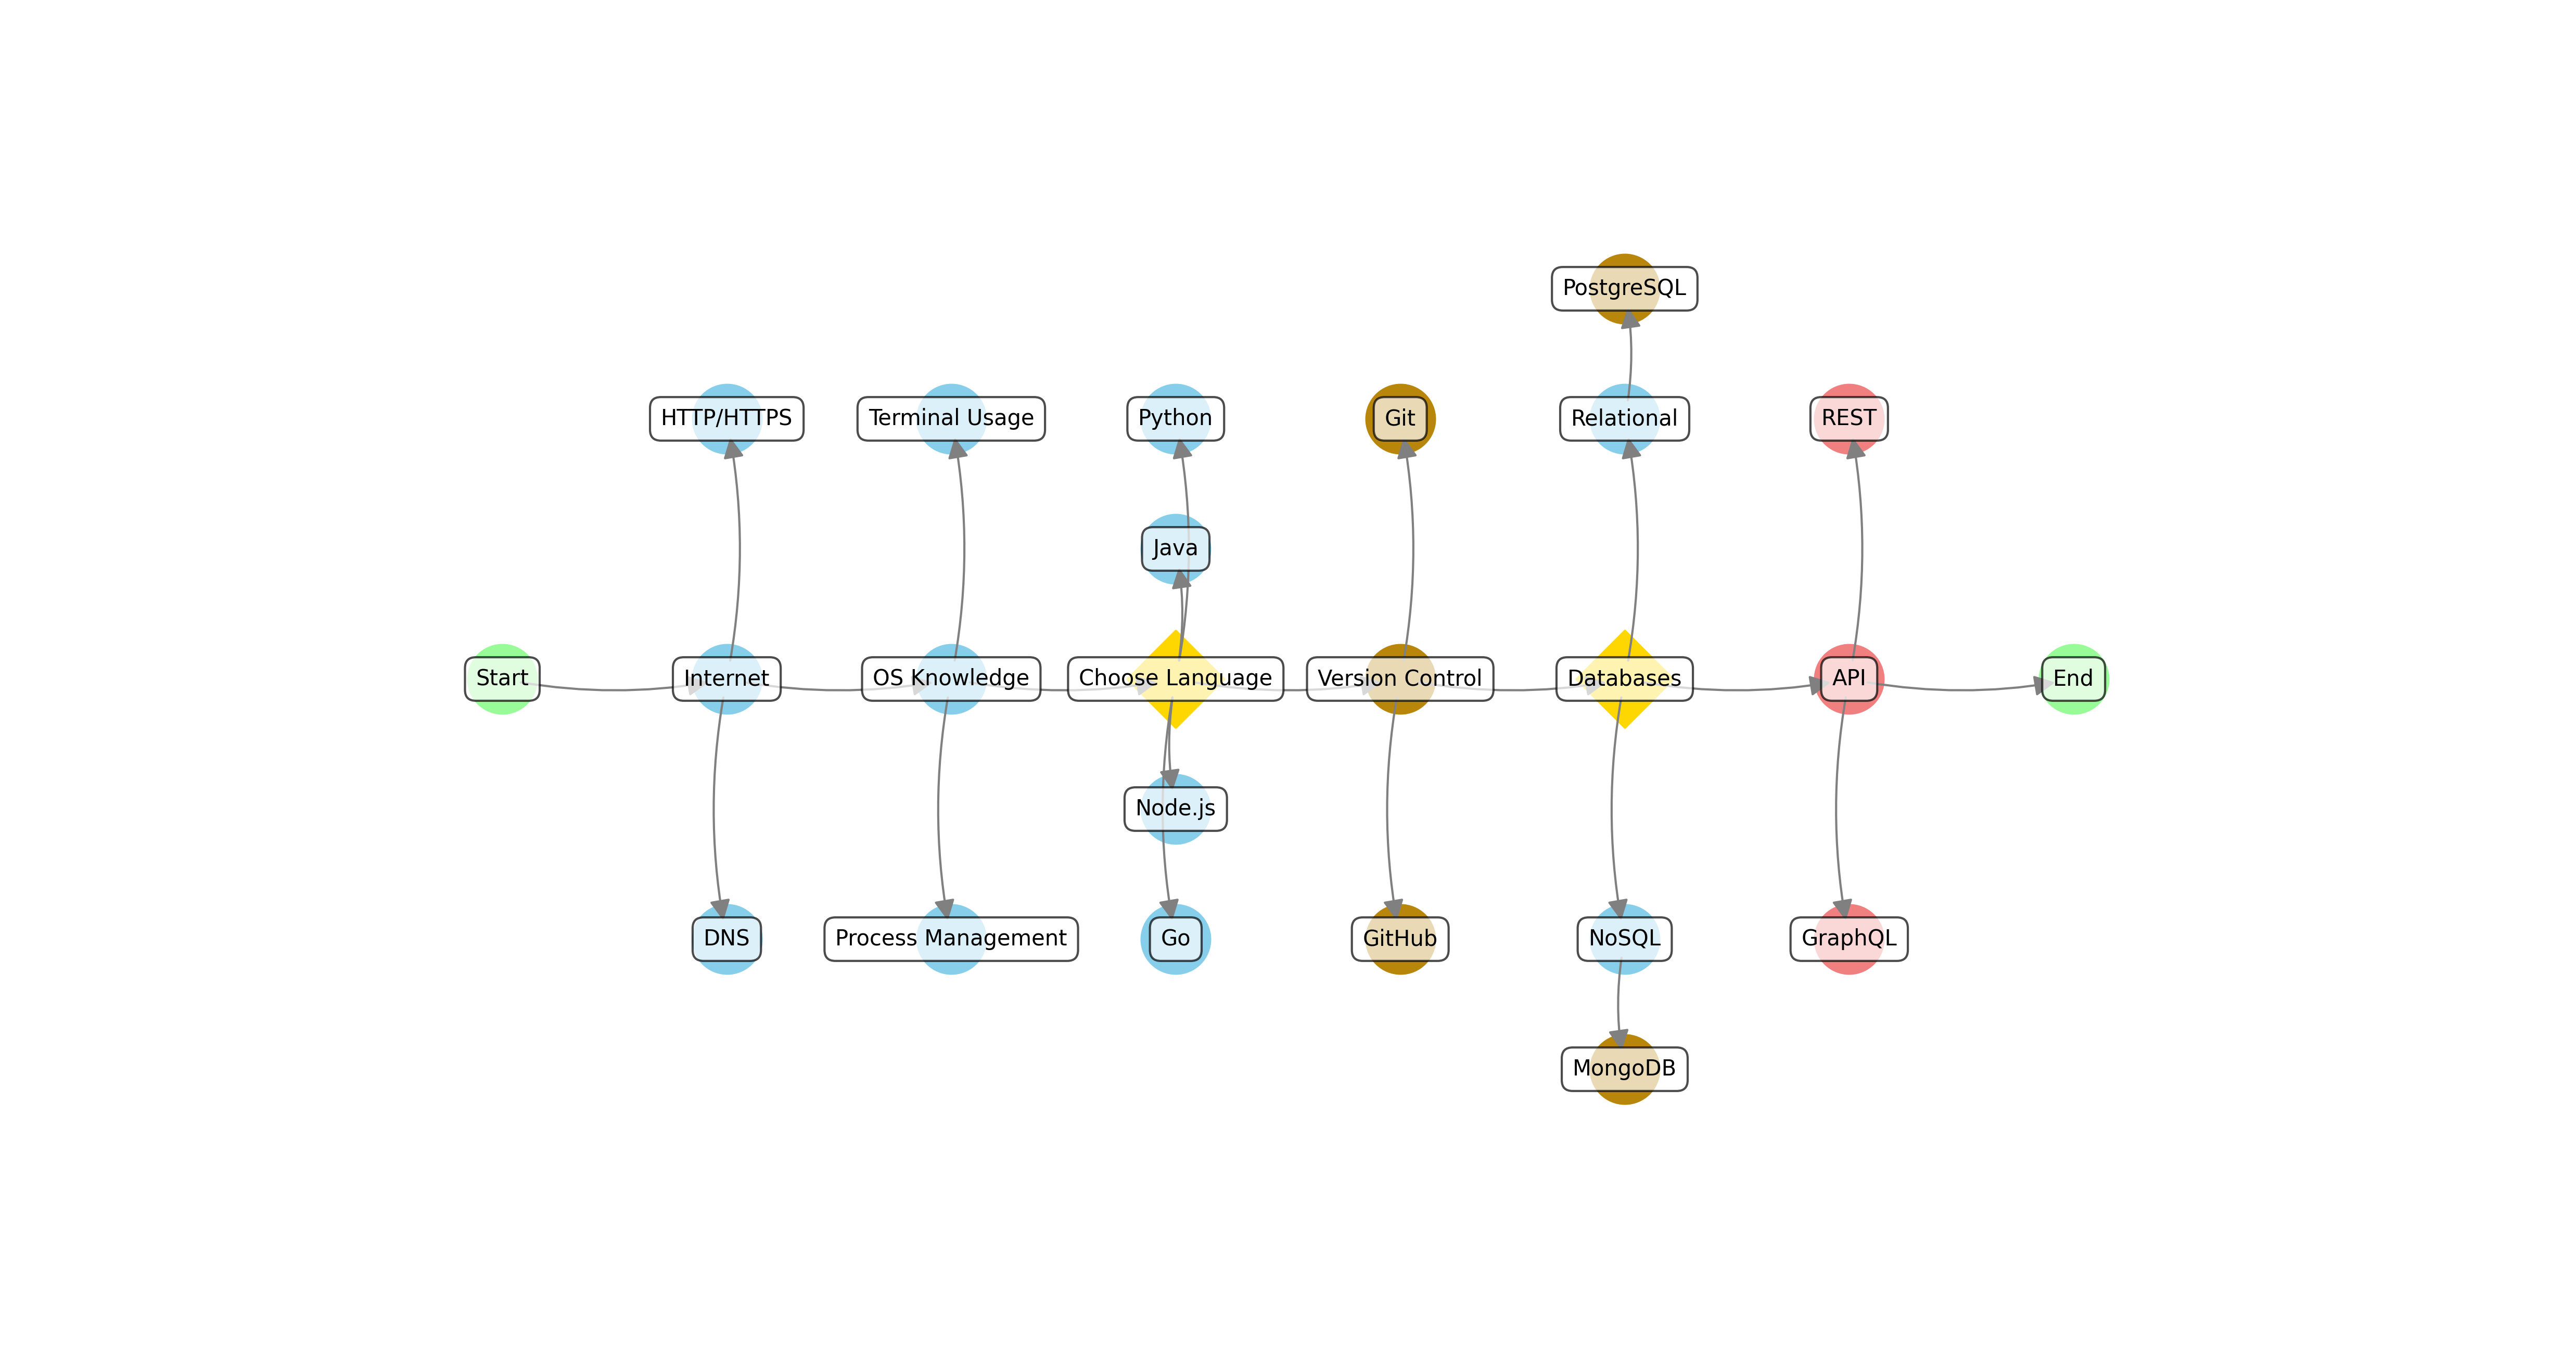 PostgreSQL
HTTP/HTTPS
Terminal Usage
Python
Git
Relational
REST
Java
Start
Internet
OS Knowledge
Choose Language
Version Control
Databases
API
End
Node.js
DNS
Process Management
Go
GitHub
NoSQL
GraphQL
MongoDB